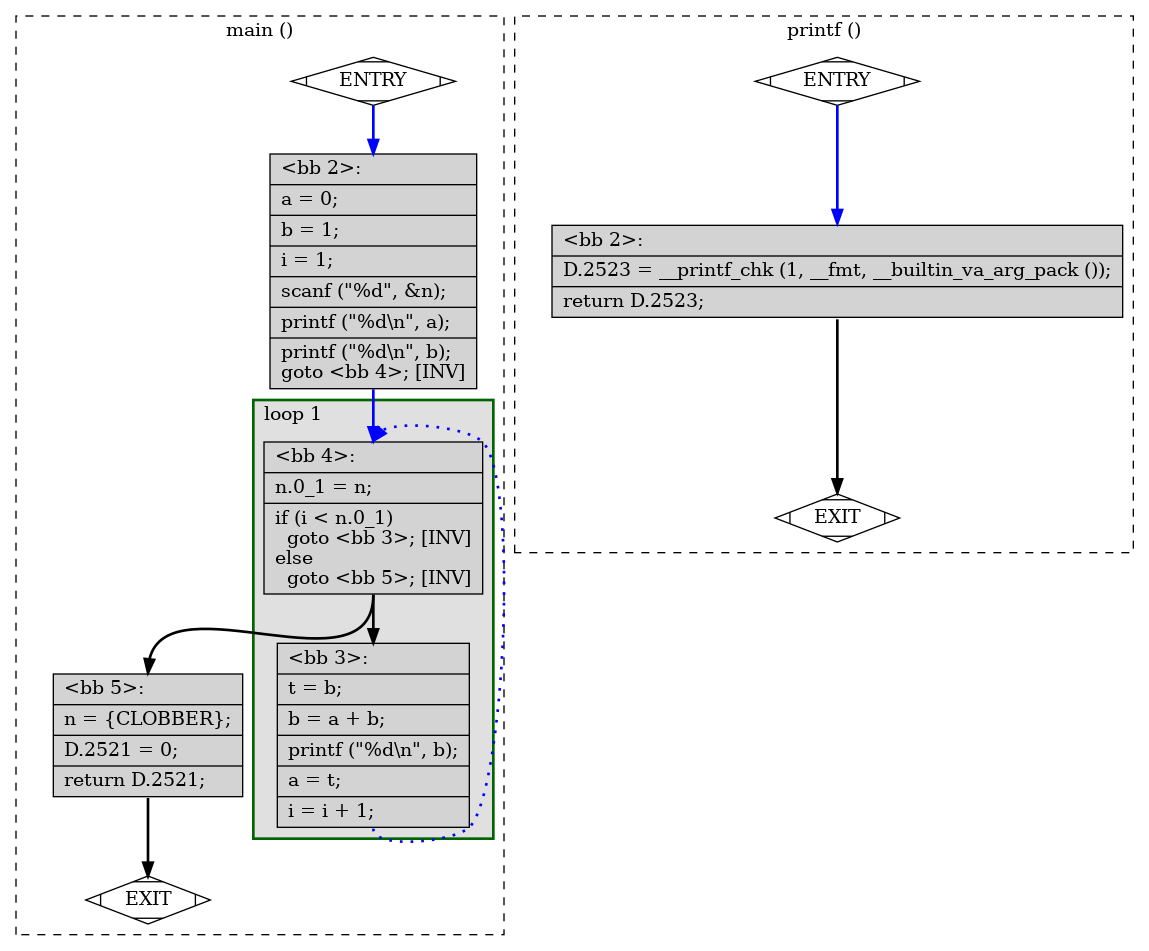 main ()
ENTRY
<bb 2>:
a = 0;
b = 1;
i = 1;
scanf ("%d", &n);
printf ("%d\n", a);
printf ("%d\n", b);
goto <bb 4>; [INV]
loop 1
<bb 4>:
n.0_1 = n;
if (i < n.0_1)
goto <bb 3>; [INV]
else
goto <bb 5>; [INV]
<bb 3>:
t = b;
b = a + b;
printf ("%d\n", b);
a = t;
i = i + 1;
<bb 5>:
n = {CLOBBER};
D.2521 = 0;
return D.2521;
EXIT
printf ()
ENTRY
<bb 2>:
D.2523 = __printf_chk (1, __fmt, __builtin_va_arg_pack ());
return D.2523;
EXIT